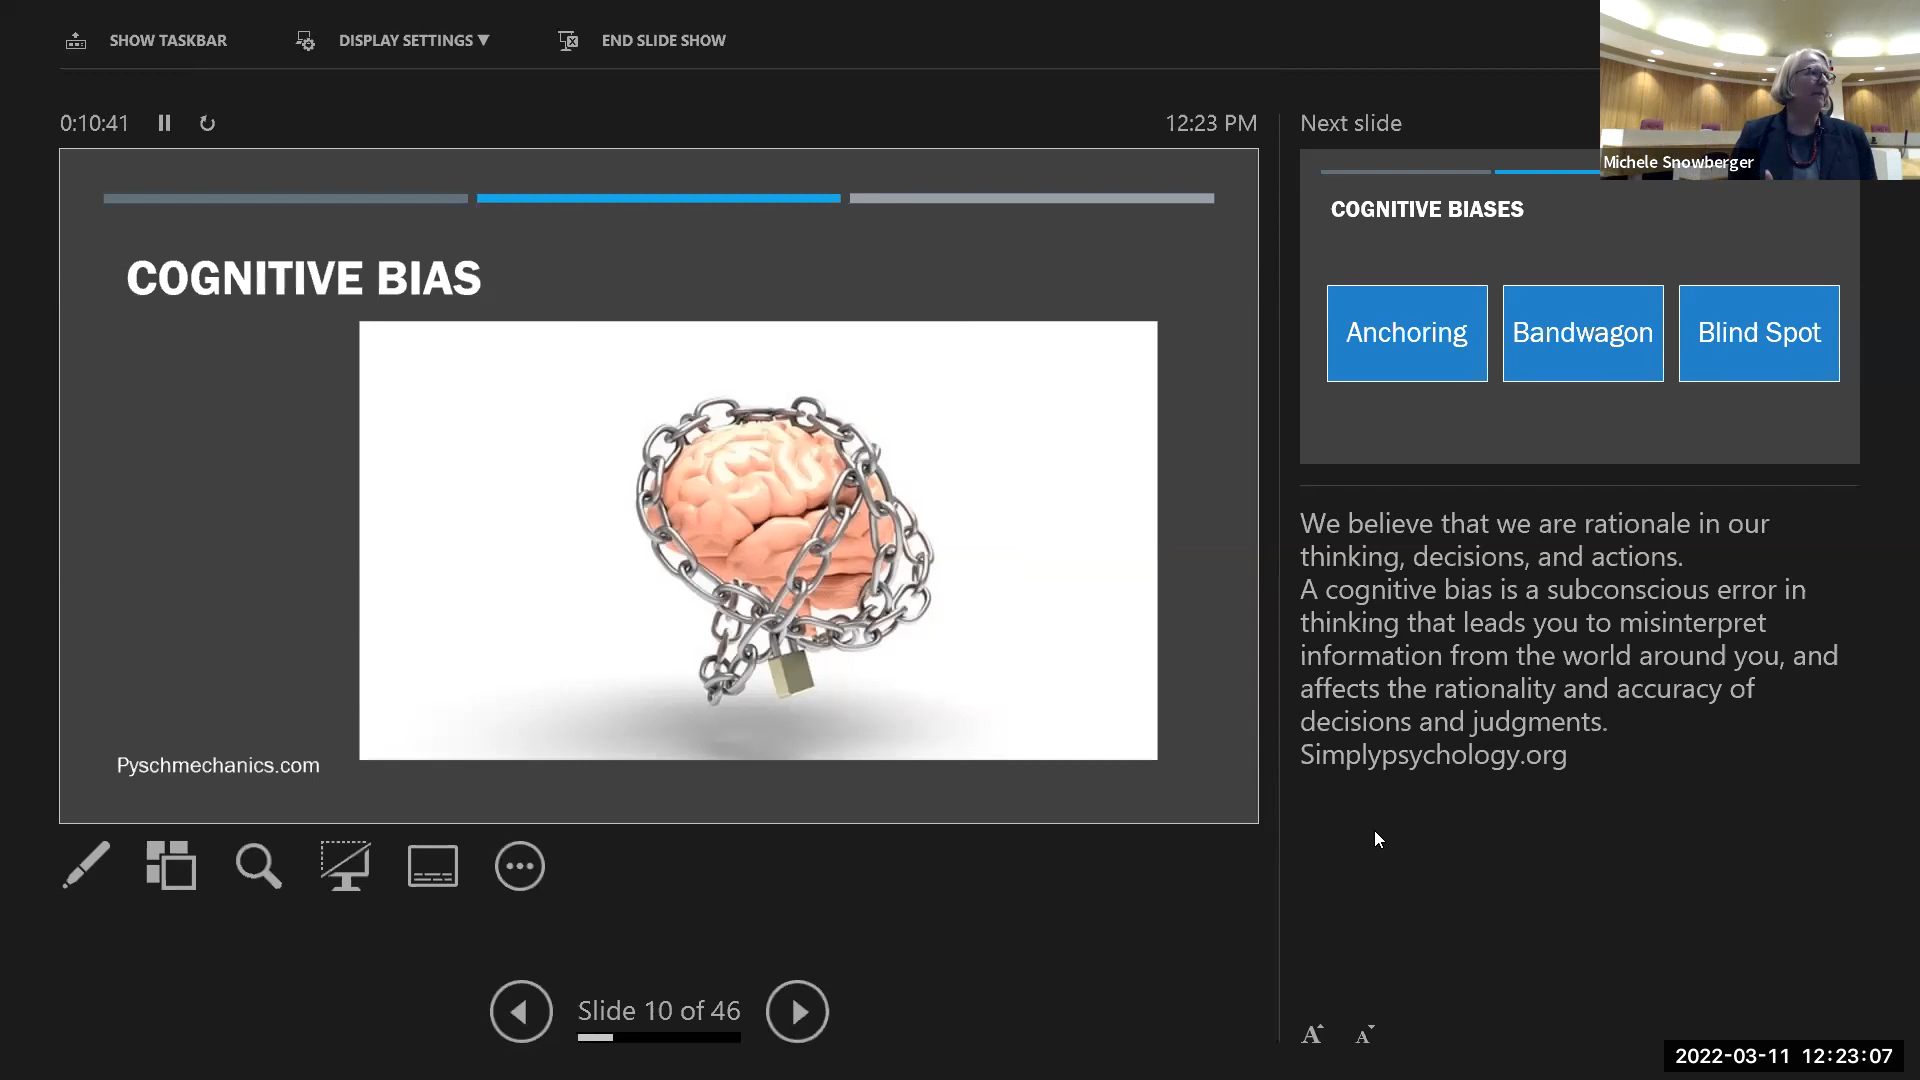 SHOW TASKBAR
DISPLAY SETTINGS ▼
END SLIDE SHOW
0:10:41
12:23 PM
COGNITIVE BIAS
Pyschmechanics.com
Slide 10 of 46
Next slide
Michele Snowberger
COGNITIVE BIASES
Anchoring
Bandwagon
Blind Spot
We believe that we are rationale in our
thinking, decisions, and actions.
A cognitive bias is a subconscious error in
thinking that leads you to misinterpret
information from the world around you, and
affects the rationality and accuracy of
decisions and judgments.
Simplypsychology.org
A A
2022-03-11 12:23:07